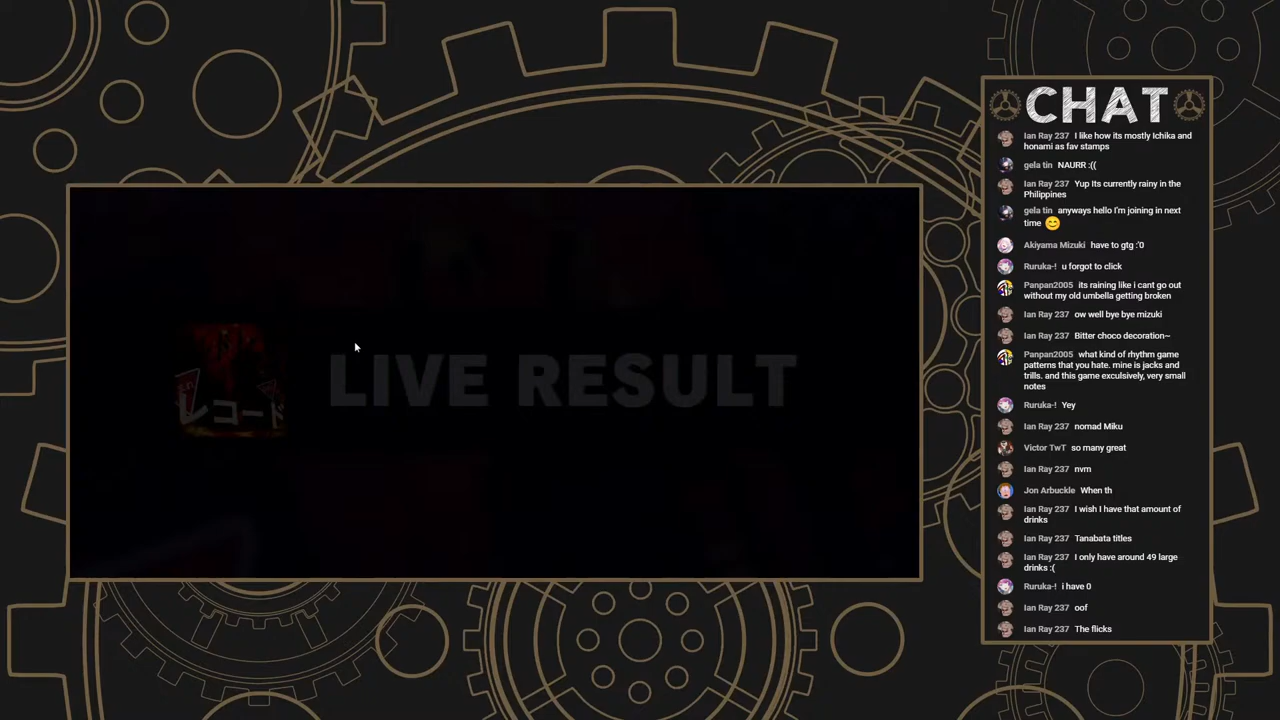 CHAT
Ian Ray 237 I like how its mostly Ichika and
honami as fav stamps
gela tin NAURR :((
Ian Ray 237 Yup Its currently rainy in the
Philippines
gela tin anyways hello I'm joining in next
time 😊
Akiyama Mizuki have to gtg :'0
Ruruka-! u forgot to click
Panpan2005 its raining like i cant go out
without my old umbella getting broken
Ian Ray 237 ow well bye bye mizuki
Ian Ray 237 Bitter choco decoration~
Panpan2005 what kind of rhythm game
patterns that you hate. mine is jacks and
trills. and this game exculsively, very small
notes
Ruruka-! Yey
Ian Ray 237 nomad Miku
Victor TwT so many great
Ian Ray 237 nvm
Jon Arbuckle When th
Ian Ray 237 I wish I have that amount of
drinks
Ian Ray 237 Tanabata titles
Ian Ray 237 I only have around 49 large
drinks :(
Ruruka-! i have 0
Ian Ray 237 oof
Ian Ray 237 The flicks
LIVE RESULT
レコード